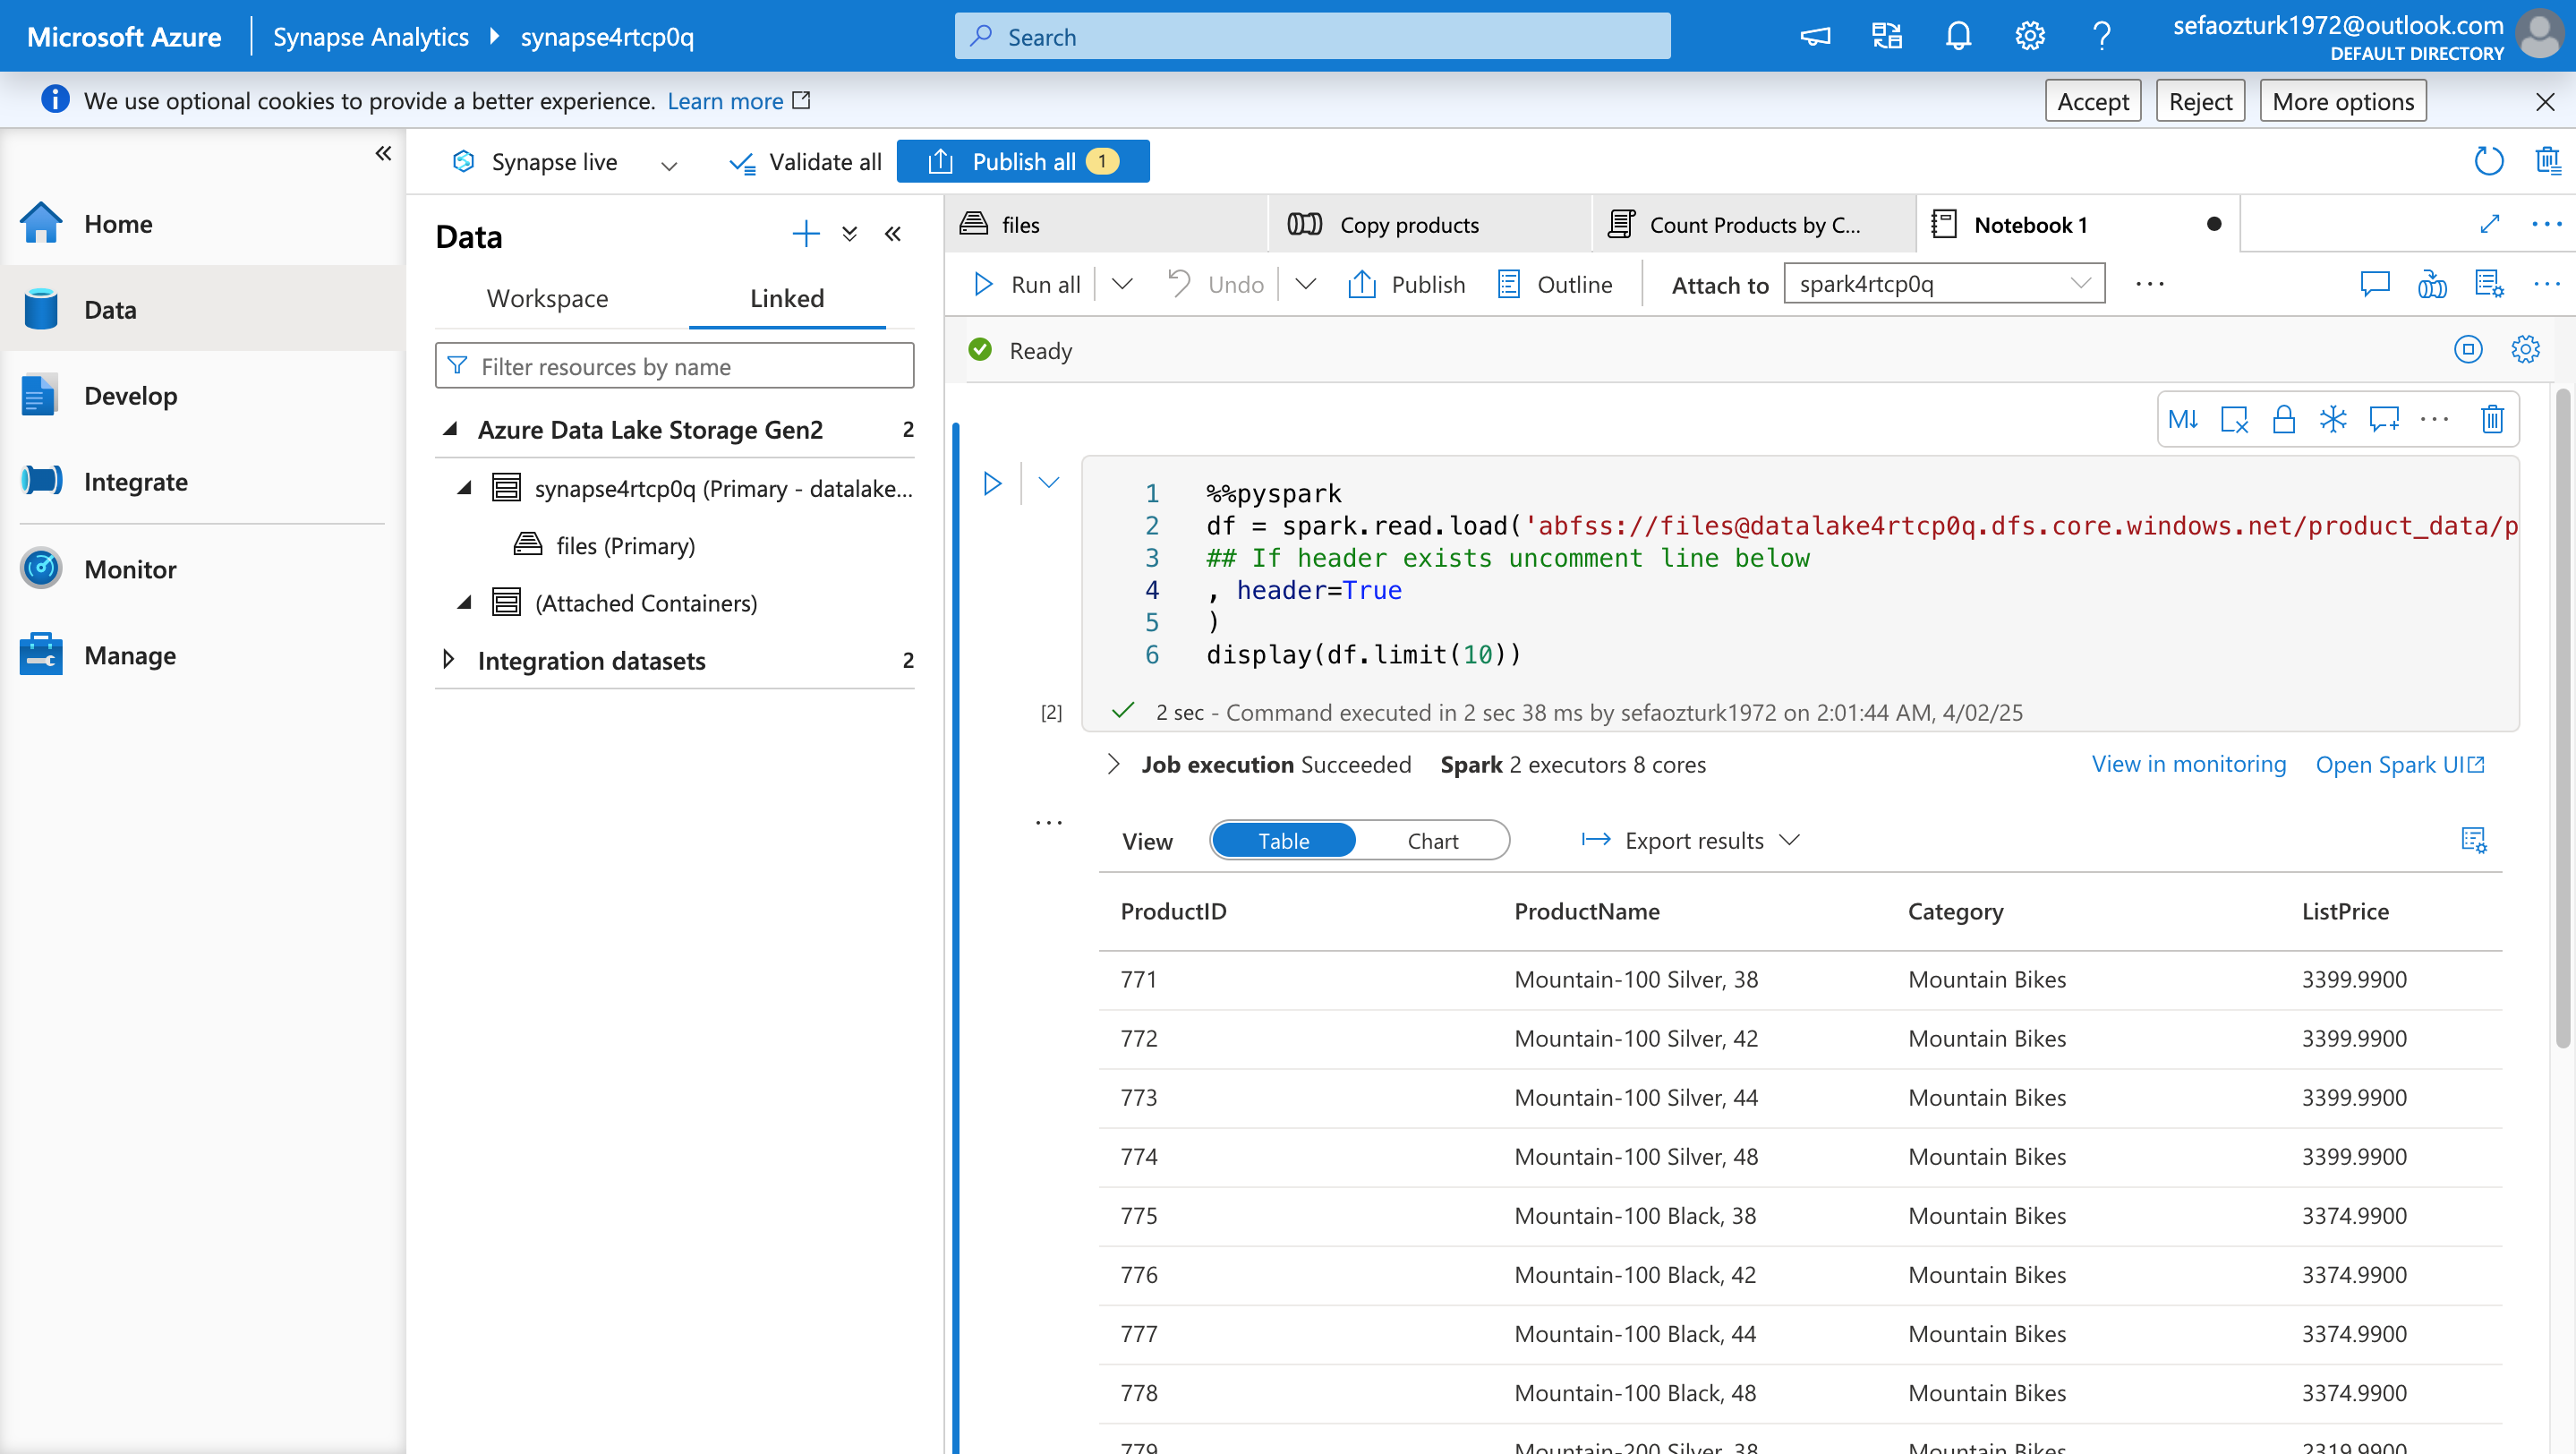 Microsoft Azure
Synapse Analytics
synapse4rtcp0q
Search
sefaozturk1972@outlook.com
DEFAULT DIRECTORY
We use optional cookies to provide a better experience. Learn more
Accept
Reject
More options
Synapse live
Validate all
Publish all 1
Home
Data
Develop
Integrate
Monitor
Manage
Data
Workspace
Linked
Filter resources by name
Azure Data Lake Storage Gen2 2
synapse4rtcp0q (Primary - datalake...
files (Primary)
(Attached Containers)
Integration datasets 2
files
Copy products
Count Products by C...
Notebook 1
Run all
Undo
Publish
Outline
Attach to
spark4rtcp0q
Ready
M↓
1 %%pyspark
2 df = spark.read.load('abfss://files@datalake4rtcp0q.dfs.core.windows.net/product_data/p
3 ## If header exists uncomment line below
4 , header=True
5 )
6 display(df.limit(10))
[2]
2 sec - Command executed in 2 sec 38 ms by sefaozturk1972 on 2:01:44 AM, 4/02/25
Job execution Succeeded Spark 2 executors 8 cores
View in monitoring
Open Spark UI
View
Table
Chart
Export results
ProductID ProductName Category ListPrice
771 Mountain-100 Silver, 38 Mountain Bikes 3399.9900
772 Mountain-100 Silver, 42 Mountain Bikes 3399.9900
773 Mountain-100 Silver, 44 Mountain Bikes 3399.9900
774 Mountain-100 Silver, 48 Mountain Bikes 3399.9900
775 Mountain-100 Black, 38 Mountain Bikes 3374.9900
776 Mountain-100 Black, 42 Mountain Bikes 3374.9900
777 Mountain-100 Black, 44 Mountain Bikes 3374.9900
778 Mountain-100 Black, 48 Mountain Bikes 3374.9900
779 Mountain-200 Silver, 38 Mountain Bikes 2319.9900